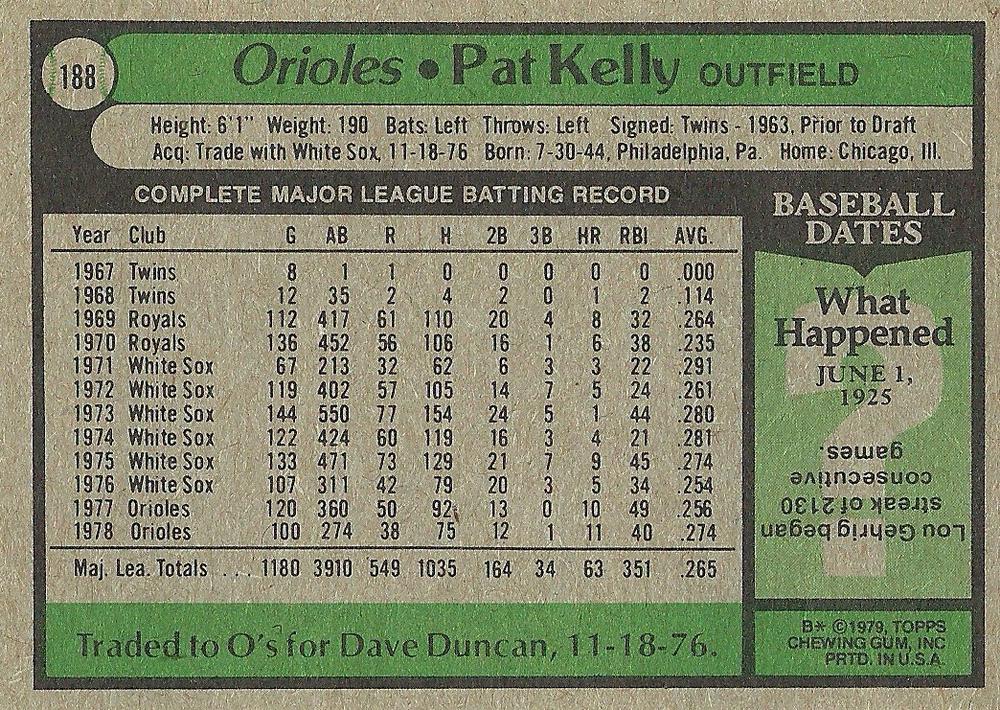 188
Orioles • Pat Kelly OUTFIELD
Height: 6'1" Weight: 190 Bats: Left Throws: Left Signed: Twins - 1963, Prior to Draft
Acq: Trade with White Sox, 11-18-76 Born: 7-30-44, Philadelphia, Pa. Home: Chicago, Ill.
COMPLETE MAJOR LEAGUE BATTING RECORD
Year Club G AB R H 2B 3B HR RBI AVG.
1967 Twins 8 1 1 0 0 0 0 0 .000
1968 Twins 12 35 2 4 2 0 1 2 .114
1969 Royals 112 417 61 110 20 4 8 32 .264
1970 Royals 136 452 56 106 16 1 6 38 .235
1971 White Sox 67 213 32 62 6 3 3 22 .291
1972 White Sox 119 402 57 105 14 7 5 24 .261
1973 White Sox 144 550 77 154 24 5 1 44 .280
1974 White Sox 122 424 60 119 16 3 4 21 .281
1975 White Sox 133 471 73 129 21 7 9 45 .274
1976 White Sox 107 311 42 79 20 3 5 34 .254
1977 Orioles 120 360 50 92 13 0 10 49 .256
1978 Orioles 100 274 38 75 12 1 11 40 .274
Maj. Lea. Totals . . . 1180 3910 549 1035 164 34 63 351 .265
Traded to O's for Dave Duncan, 11-18-76.
BASEBALL
DATES
What
Happened
JUNE 1,
1925
?
Lou Gehrig began
streak of 2130
consecutive
games.
B* ©1979, TOPPS
CHEWING GUM, INC
PRTD. IN U.S.A.